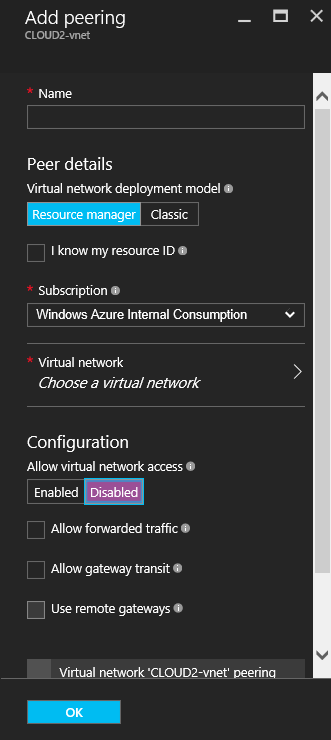 Add peering
CLOUD2-vnet
* Name
Peer details
Virtual network deployment model
Resource manager Classic
I know my resource ID
* Subscription
Windows Azure Internal Consumption
* Virtual network
Choose a virtual network
Configuration
Allow virtual network access
Enabled Disabled
Allow forwarded traffic
Allow gateway transit
Use remote gateways
Virtual network 'CLOUD2-vnet' peering
OK